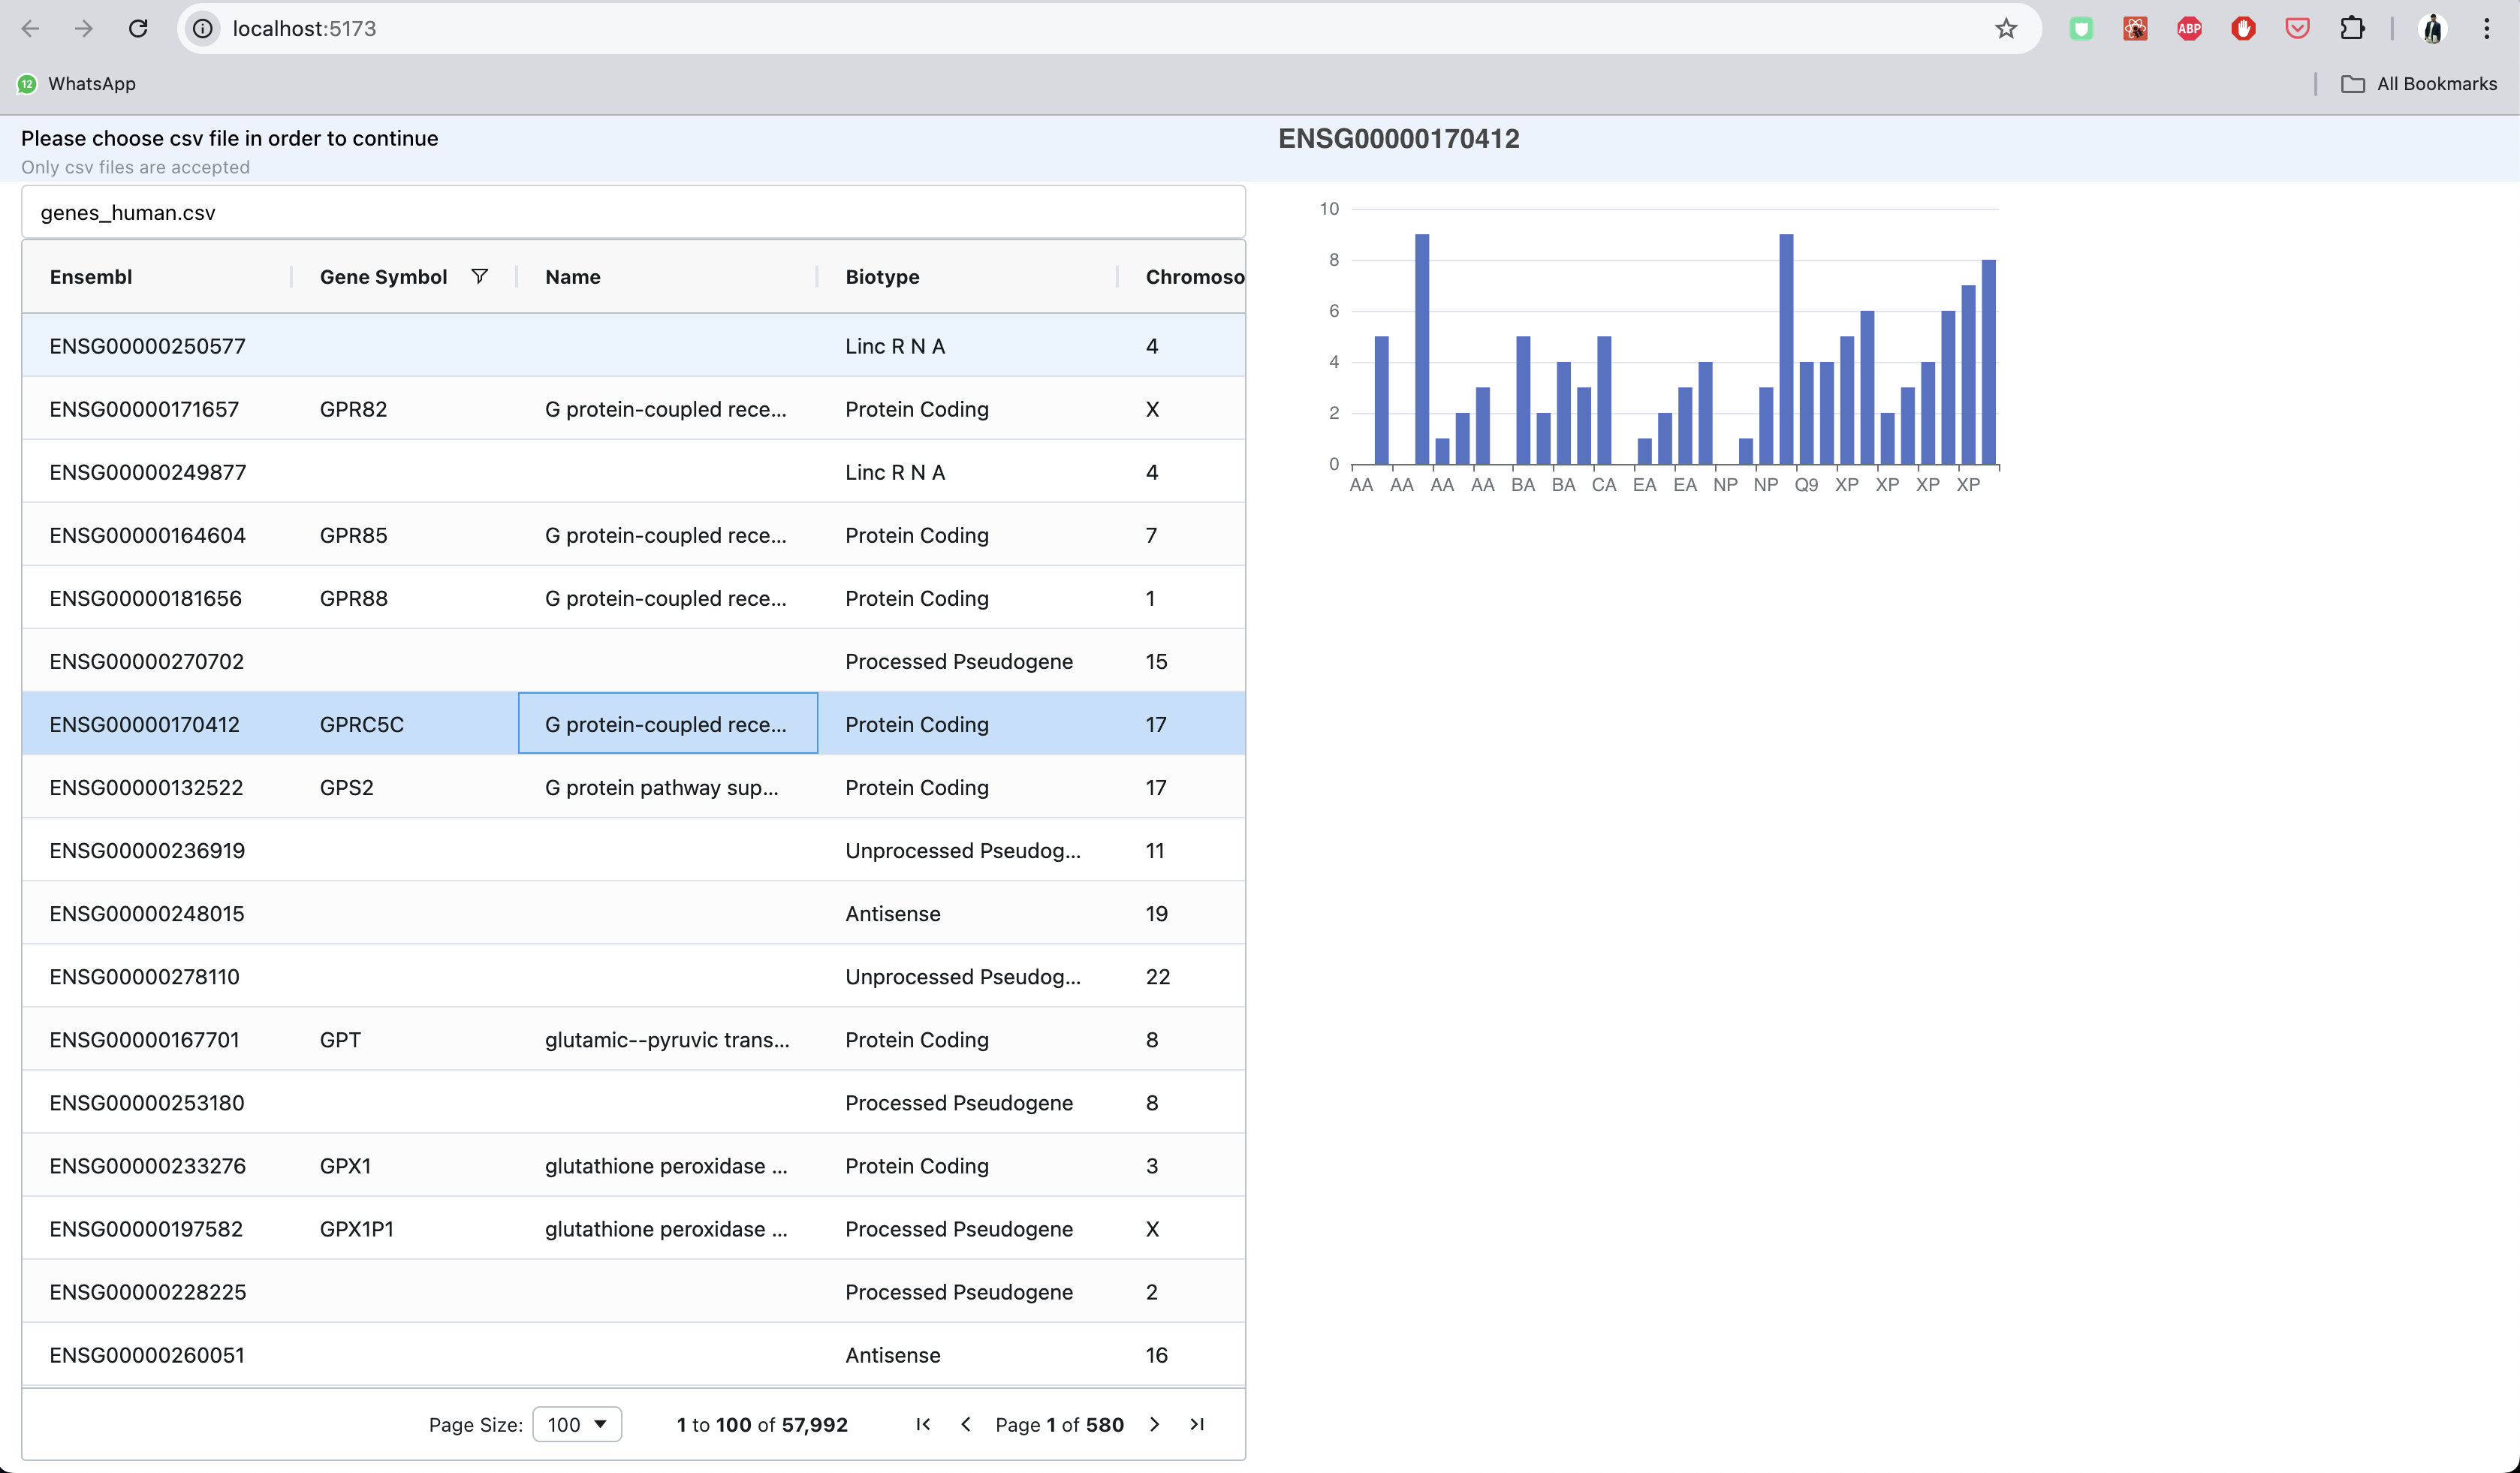 localhost:5173
ABP
12 WhatsApp
All Bookmarks
Please choose csv file in order to continue
Only csv files are accepted
genes_human.csv
Ensembl Gene Symbol Name Biotype Chromoso
ENSG00000250577 Linc R N A 4
ENSG00000171657 GPR82 G protein-coupled rece... Protein Coding X
ENSG00000249877 Linc R N A 4
ENSG00000164604 GPR85 G protein-coupled rece... Protein Coding 7
ENSG00000181656 GPR88 G protein-coupled rece... Protein Coding 1
ENSG00000270702 Processed Pseudogene 15
ENSG00000170412 GPRC5C G protein-coupled rece... Protein Coding 17
ENSG00000132522 GPS2 G protein pathway sup... Protein Coding 17
ENSG00000236919 Unprocessed Pseudog... 11
ENSG00000248015 Antisense 19
ENSG00000278110 Unprocessed Pseudog... 22
ENSG00000167701 GPT glutamic--pyruvic trans... Protein Coding 8
ENSG00000253180 Processed Pseudogene 8
ENSG00000233276 GPX1 glutathione peroxidase ... Protein Coding 3
ENSG00000197582 GPX1P1 glutathione peroxidase ... Processed Pseudogene X
ENSG00000228225 Processed Pseudogene 2
ENSG00000260051 Antisense 16
Page Size: 100 1 to 100 of 57,992 Page 1 of 580
ENSG00000170412
10
8
6
4
2
0
AA AA AA AA BA BA CA EA EA NP NP Q9 XP XP XP XP